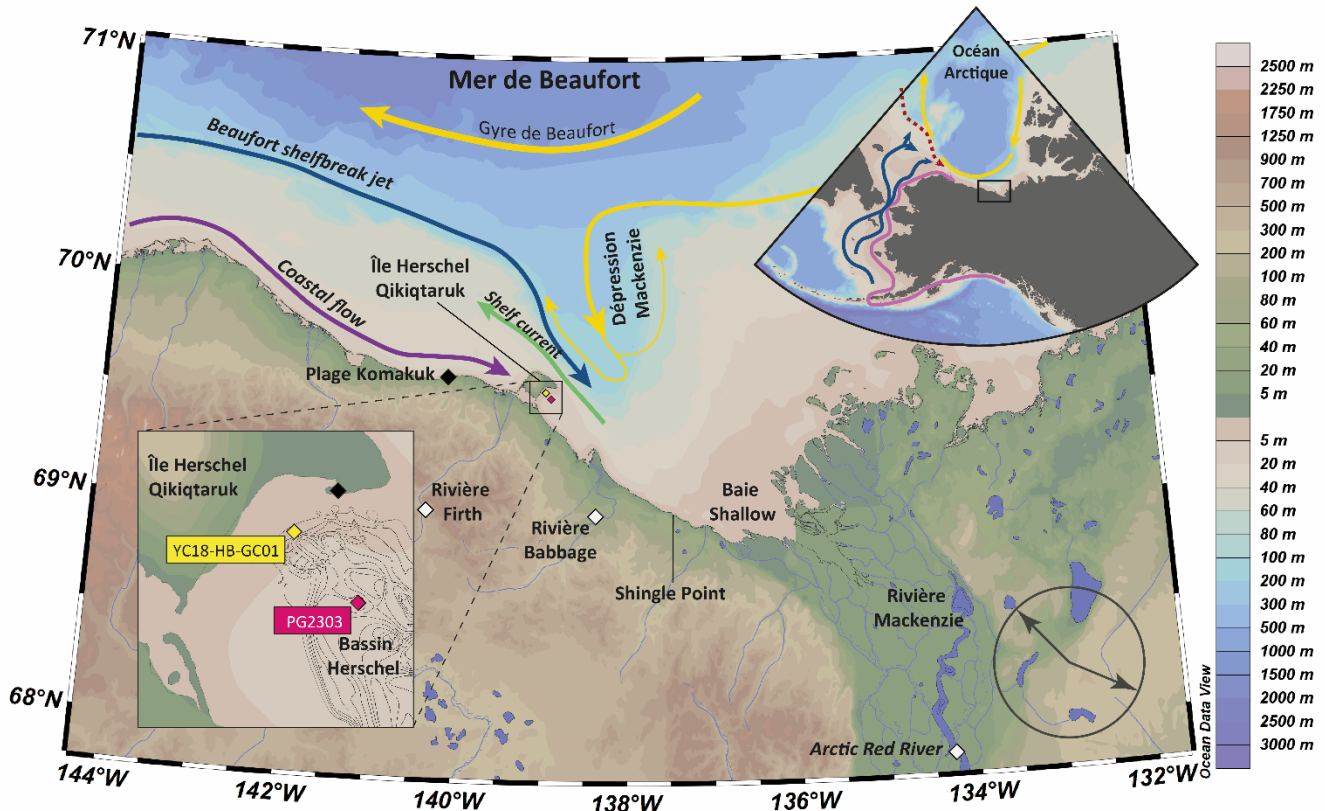 71°N
70°N
69°N
68°N
144°W
142°W
140°W
138°W
136°W
134°W
132°W
Mer de Beaufort
Gyre de Beaufort
Beaufort shelfbreak jet
Coastal flow
Île Herschel
Qikiqtaruk
Shelf current
Dépression
Mackenzie
Plage Komakuk
Océan
Arctique
Île Herschel
Qikiqtaruk
YC18-HB-GC01
PG2303
Bassin
Herschel
Rivière
Firth
Rivière
Babbage
Shingle Point
Baie
Shallow
Rivière
Mackenzie
Arctic Red River
Ocean Data View
2500 m
2250 m
1750 m
1250 m
900 m
700 m
500 m
300 m
200 m
100 m
80 m
60 m
40 m
20 m
5 m
5 m
20 m
40 m
60 m
80 m
100 m
200 m
300 m
500 m
1000 m
1500 m
2000 m
2500 m
3000 m